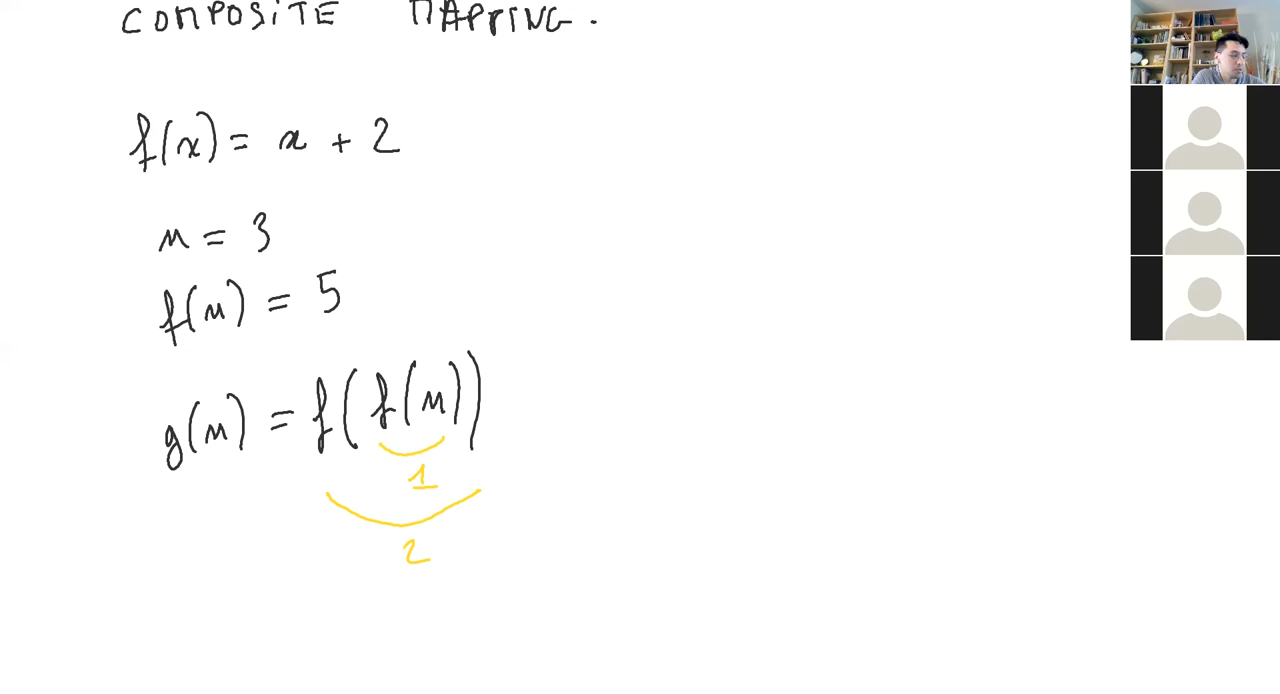 COMPOSITE MAPPING.
f(x) = x + 2
n = 3
f(n) = 5
g(n) = f(f(n))
1
2